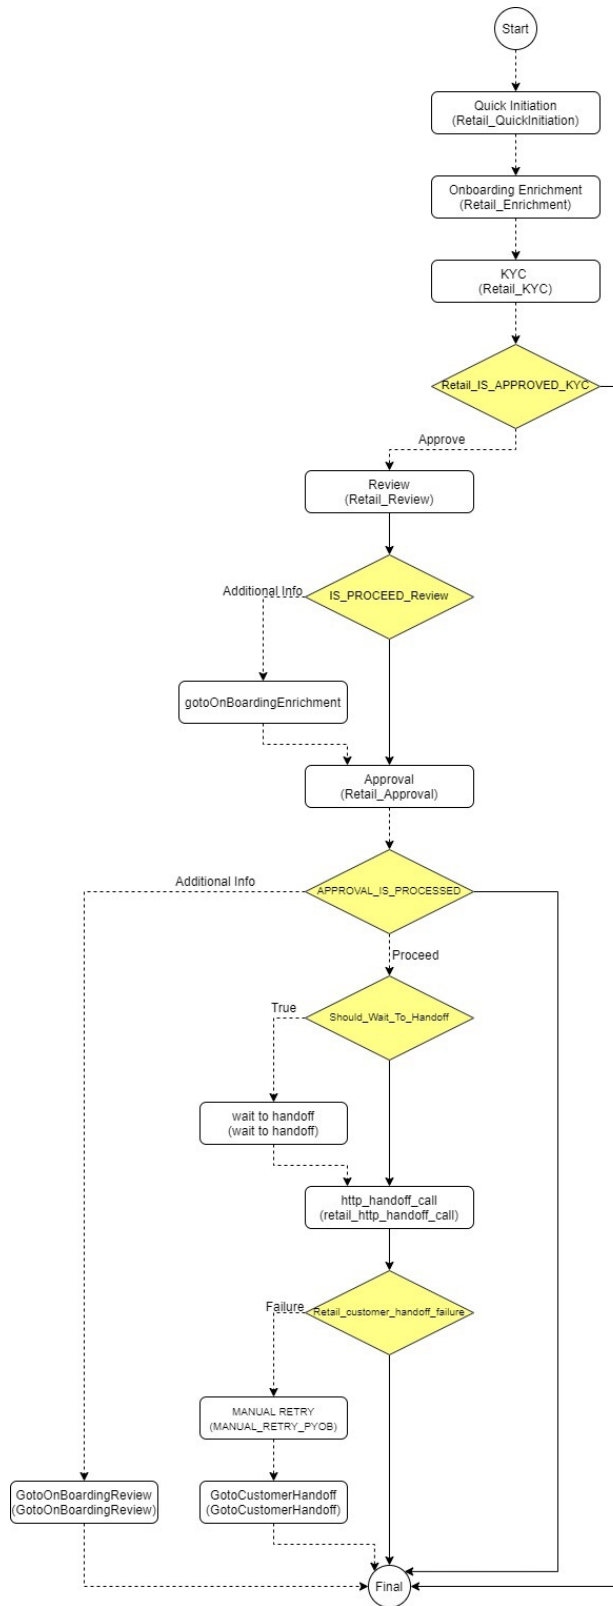 Start
Quick Initiation
(Retail_QuickInitiation)
Onboarding Enrichment
(Retail_Enrichment)
KYC
(Retail_KYC)
Retail_IS_APPROVED_KYC
Approve
Review
(Retail_Review)
Additional Info
IS_PROCEED_Review
gotoOnBoardingEnrichment
Approval
(Retail_Approval)
Additional Info
APPROVAL_IS_PROCESSED
Proceed
True
Should_Wait_To_Handoff
wait to handoff
(wait to handoff)
http_handoff_call
(retail_http_handoff_call)
Failure
Retail_customer_handoff_failure
MANUAL RETRY
(MANUAL_RETRY_PYOB)
GotoOnBoardingReview
(GotoOnBoardingReview)
GotoCustomerHandoff
(GotoCustomerHandoff)
Final